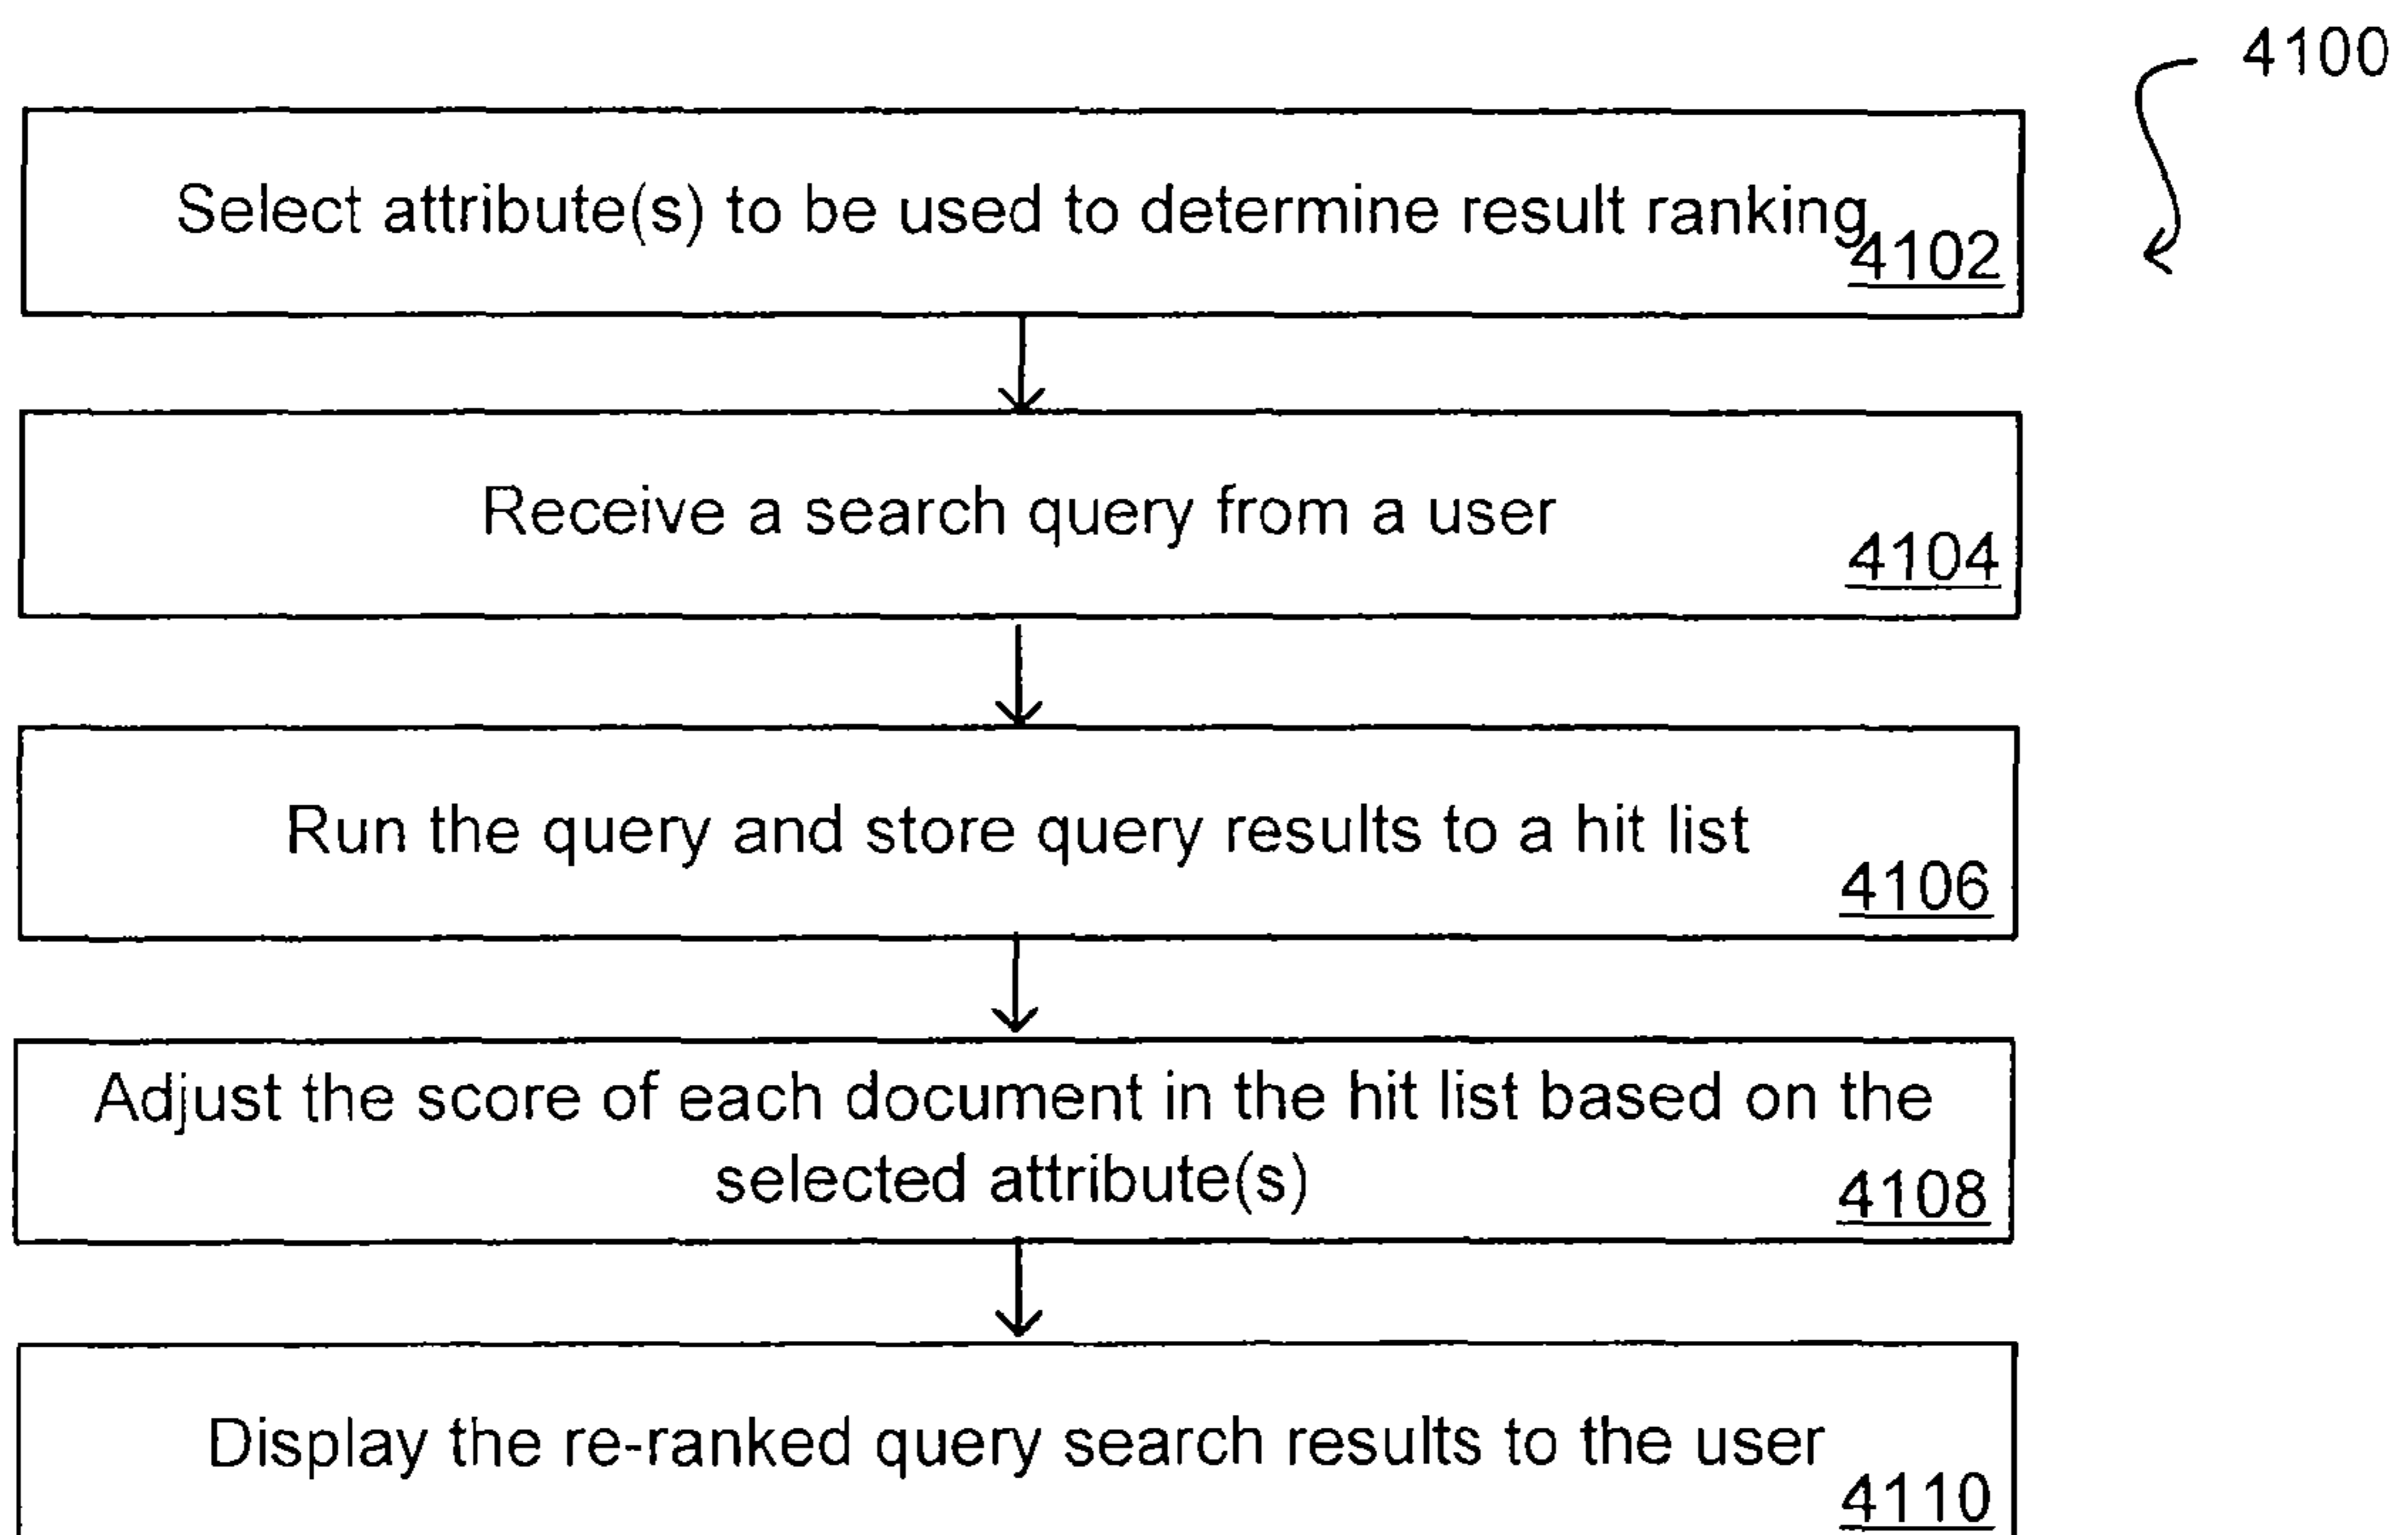 4100
Select attribute(s) to be used to determine result ranking
4102
Receive a search query from a user
4104
Run the query and store query results to a hit list
4106
Adjust the score of each document in the hit list based on the
selected attribute(s)
4108
Display the re-ranked query search results to the user
4110